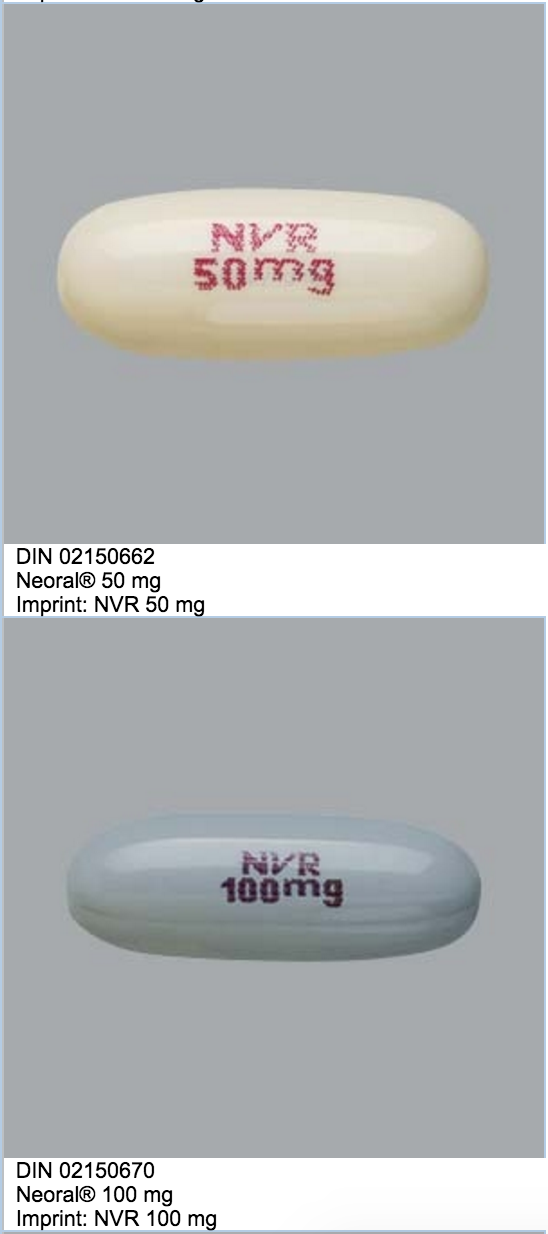 NVR
50mg
DIN 02150662
Neoral® 50 mg
Imprint: NVR 50 mg
NVR
100mg
DIN 02150670
Neoral® 100 mg
Imprint: NVR 100 mg